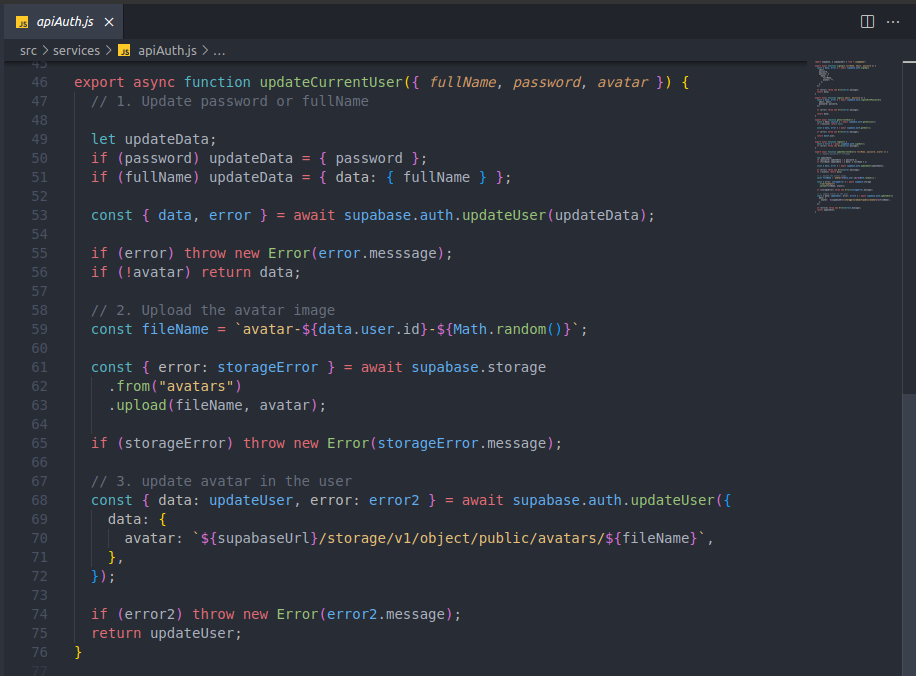 JS apiAuth.js
src > services > JS apiAuth.js > ...
45
46 export async function updateCurrentUser({ fullName, password, avatar }) {
47   // 1. Update password or fullName
48
49   let updateData;
50   if (password) updateData = { password };
51   if (fullName) updateData = { data: { fullName } };
52
53   const { data, error } = await supabase.auth.updateUser(updateData);
54
55   if (error) throw new Error(error.messsage);
56   if (!avatar) return data;
57
58   // 2. Upload the avatar image
59   const fileName = `avatar-${data.user.id}-${Math.random()}`;
60
61   const { error: storageError } = await supabase.storage
62     .from("avatars")
63     .upload(fileName, avatar);
64
65   if (storageError) throw new Error(storageError.message);
66
67   // 3. update avatar in the user
68   const { data: updateUser, error: error2 } = await supabase.auth.updateUser({
69     data: {
70       avatar: `${supabaseUrl}/storage/v1/object/public/avatars/${fileName}`,
71     },
72   });
73
74   if (error2) throw new Error(error2.message);
75   return updateUser;
76 }
77